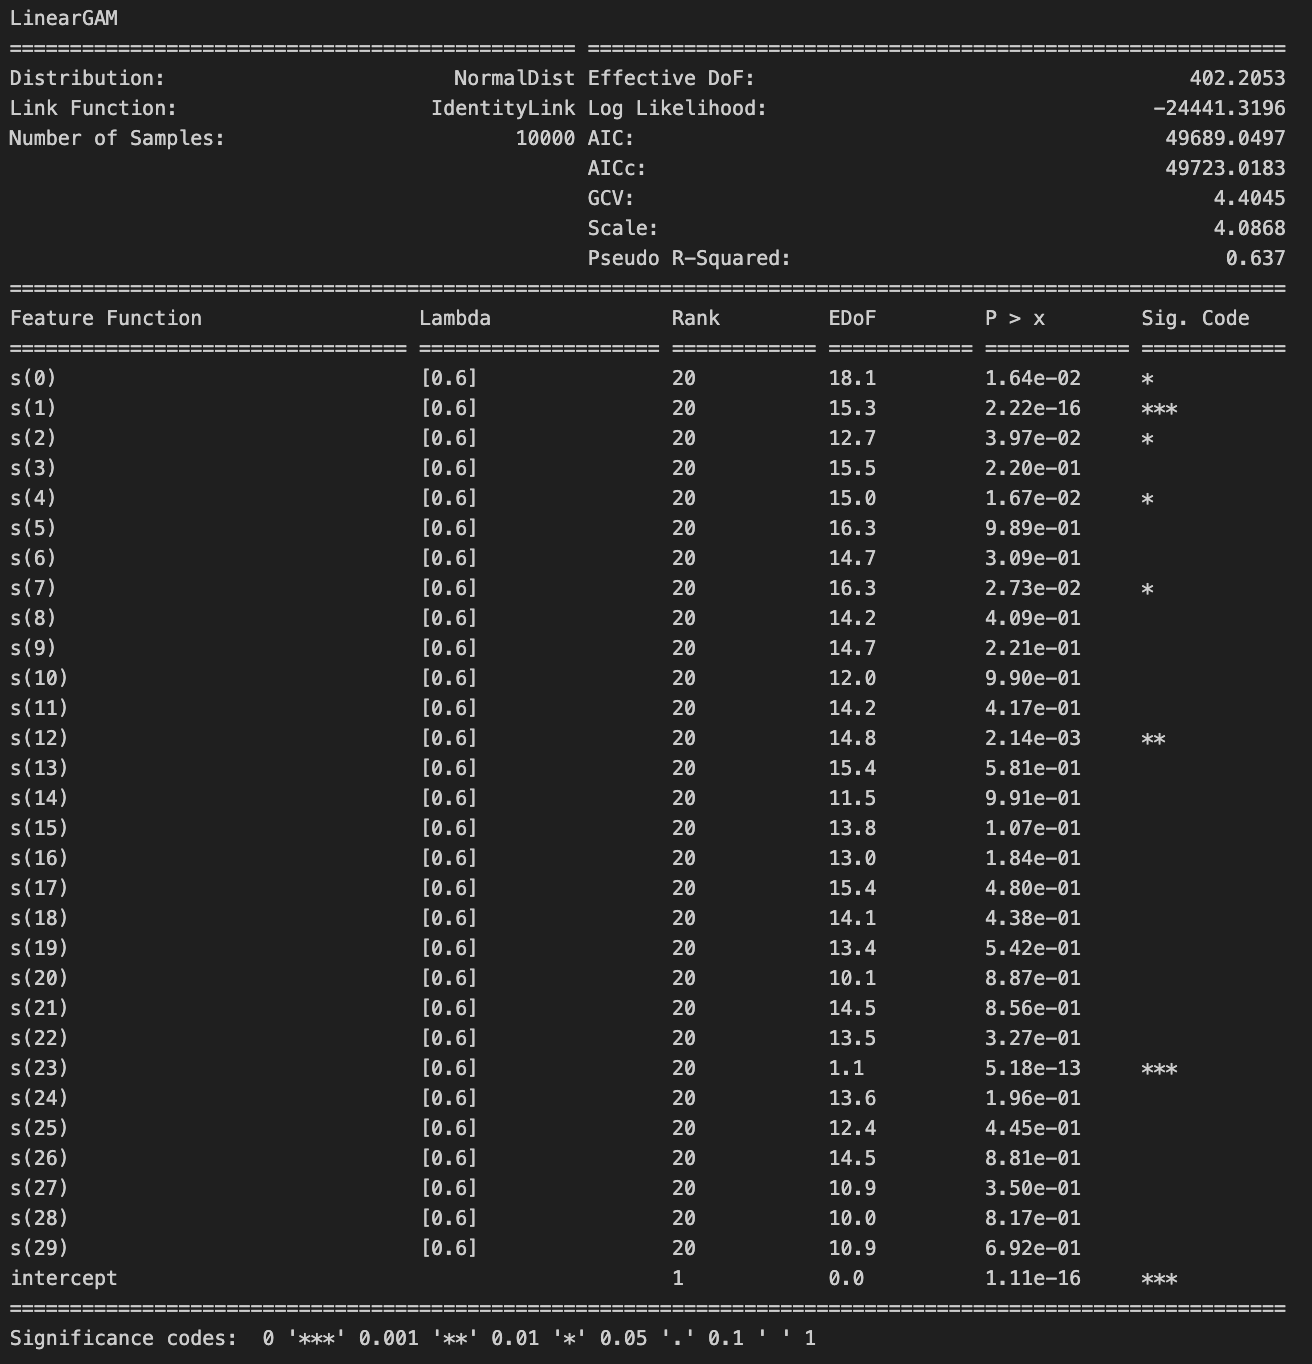 LinearGAM
=============================================== ==========================================================
Distribution: NormalDist Effective DoF: 402.2053
Link Function: IdentityLink Log Likelihood: -24441.3196
Number of Samples: 10000 AIC: 49689.0497
AICc: 49723.0183
GCV: 4.4045
Scale: 4.0868
Pseudo R-Squared: 0.637
==========================================================================================================
Feature Function Lambda Rank EDoF P > x Sig. Code
================================= ==================== ============ ============ ============ ============
s(0) [0.6] 20 18.1 1.64e-02 *
s(1) [0.6] 20 15.3 2.22e-16 ***
s(2) [0.6] 20 12.7 3.97e-02 *
s(3) [0.6] 20 15.5 2.20e-01
s(4) [0.6] 20 15.0 1.67e-02 *
s(5) [0.6] 20 16.3 9.89e-01
s(6) [0.6] 20 14.7 3.09e-01
s(7) [0.6] 20 16.3 2.73e-02 *
s(8) [0.6] 20 14.2 4.09e-01
s(9) [0.6] 20 14.7 2.21e-01
s(10) [0.6] 20 12.0 9.90e-01
s(11) [0.6] 20 14.2 4.17e-01
s(12) [0.6] 20 14.8 2.14e-03 **
s(13) [0.6] 20 15.4 5.81e-01
s(14) [0.6] 20 11.5 9.91e-01
s(15) [0.6] 20 13.8 1.07e-01
s(16) [0.6] 20 13.0 1.84e-01
s(17) [0.6] 20 15.4 4.80e-01
s(18) [0.6] 20 14.1 4.38e-01
s(19) [0.6] 20 13.4 5.42e-01
s(20) [0.6] 20 10.1 8.87e-01
s(21) [0.6] 20 14.5 8.56e-01
s(22) [0.6] 20 13.5 3.27e-01
s(23) [0.6] 20 1.1 5.18e-13 ***
s(24) [0.6] 20 13.6 1.96e-01
s(25) [0.6] 20 12.4 4.45e-01
s(26) [0.6] 20 14.5 8.81e-01
s(27) [0.6] 20 10.9 3.50e-01
s(28) [0.6] 20 10.0 8.17e-01
s(29) [0.6] 20 10.9 6.92e-01
intercept 1 0.0 1.11e-16 ***
==========================================================================================================
Significance codes:  0 '***' 0.001 '**' 0.01 '*' 0.05 '.' 0.1 ' ' 1